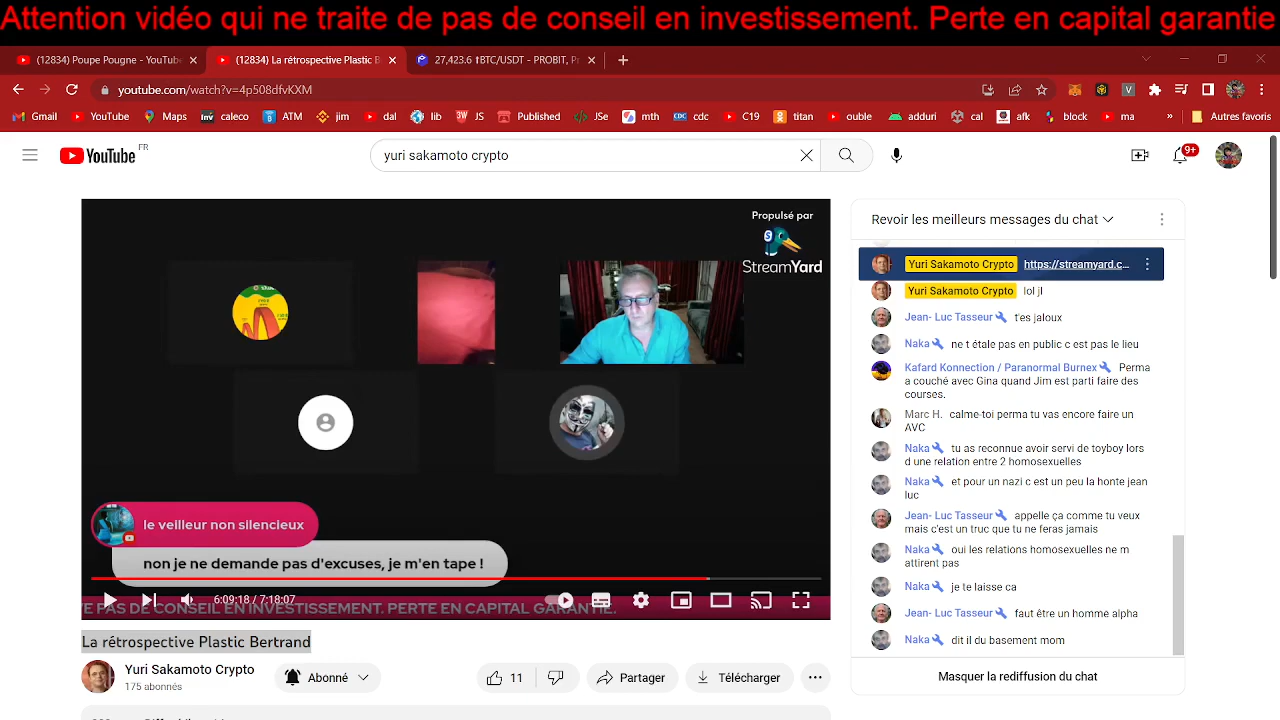 Attention vidéo qui ne traite de pas de conseil en investissement. Perte en capital garantie
(12834) Poupe Pougne - YouTube
(12834) La rétrospective Plastic B
27,423.6 ⬆BTC/USDT - PROBIT, P
youtube.com/watch?v=4p508dfvKXM
Gmail YouTube Maps caleco ATM jim dal lib JS Published JSe mth cdc C19 titan ouble adduri cal afk block ma » Autres favoris
YouTube FR
yuri sakamoto crypto
9+
Propulsé par
StreamYard
le veilleur non silencieux
non je ne demande pas d'excuses, je m'en tape !
6:09:18 / 7:18:07
VE PAS DE CONSEIL EN INVESTISSEMENT. PERTE EN CAPITAL GARANTIE.
La rétrospective Plastic Bertrand
Yuri Sakamoto Crypto
175 abonnés
Abonné
11
Partager
Télécharger
Revoir les meilleurs messages du chat
Yuri Sakamoto Crypto https://streamyard.c...
Yuri Sakamoto Crypto lol jl
Jean- Luc Tasseur t'es jaloux
Naka ne t étale pas en public c est pas le lieu
Kafard Konnection / Paranormal Burnex Perma
a couché avec Gina quand Jim est parti faire des
courses.
Marc H. calme-toi perma tu vas encore faire un
AVC
Naka tu as reconnue avoir servi de toyboy lors
d une relation entre 2 homosexuelles
Naka et pour un nazi c est un peu la honte jean
luc
Jean- Luc Tasseur appelle ça comme tu veux
mais c'est un truc que tu ne feras jamais
Naka oui les relations homosexuelles ne m
attirent pas
Naka je te laisse ca
Jean- Luc Tasseur faut être un homme alpha
Naka dit il du basement mom
Masquer la rediffusion du chat